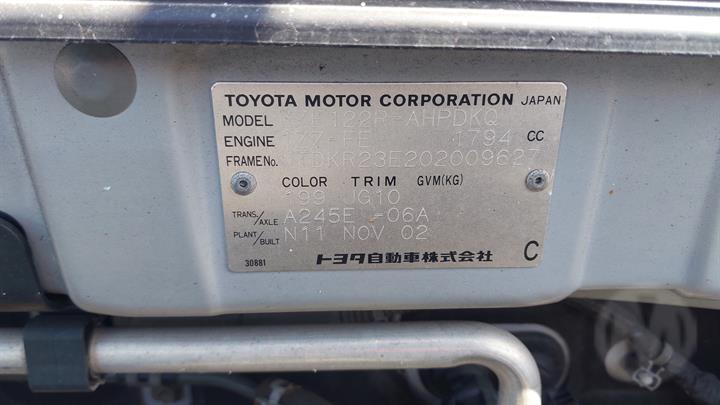 TOYOTA MOTOR CORPORATION JAPAN
MODEL ZZE122R-AHPDKQ
ENGINE 1ZZ-FE 1794 CC
FRAME No. JTDKR23E202009627
COLOR TRIM GVM(KG)
199 JG10
TRANS./AXLE A245E -06A
PLANT/BUILT N11 NOV 02
30881 トヨタ自動車株式会社 C